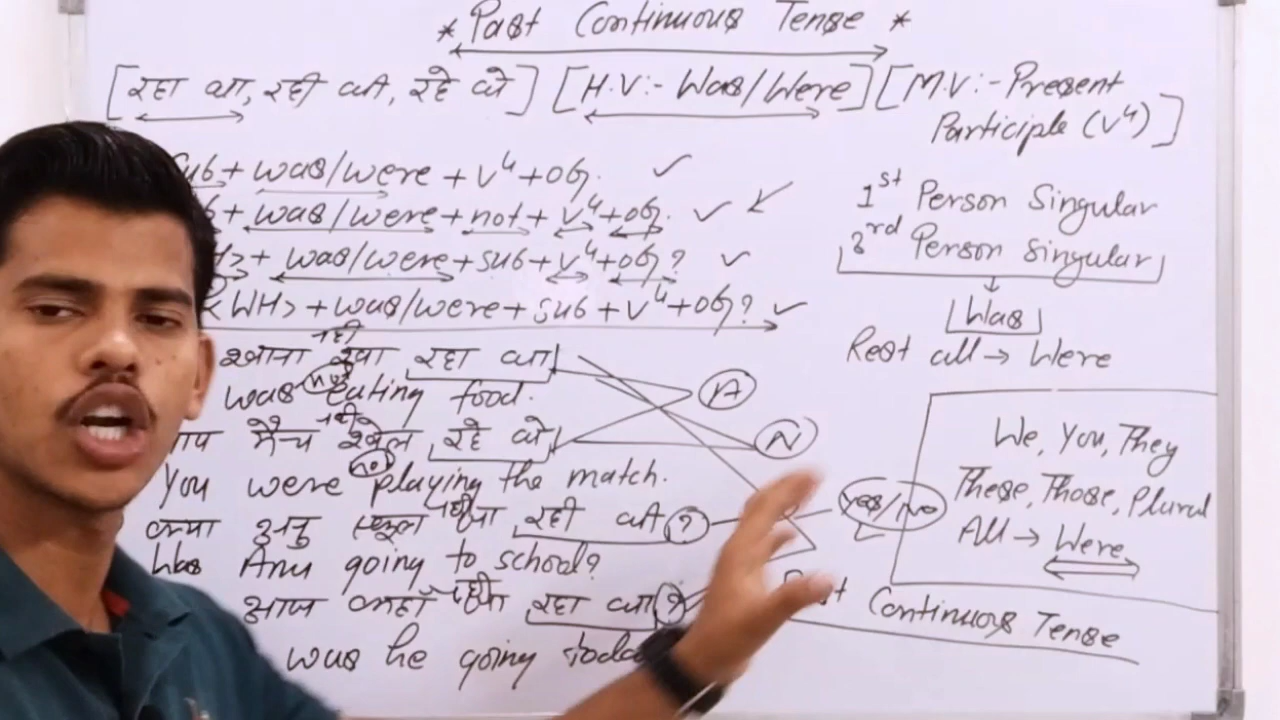 * Past Continuous Tense *
[रहा था, रही थी, रहे थे] [H.V:- Was/Were] [M.V:- Present Participle (V⁴)]
Sub + was/were + V⁴ + obj. ✓
+ was/were + not + V⁴ + obj. ✓
+ was/were + sub + V⁴ + obj? ✓
<WH> + was/were + sub + V⁴ + obj? ✓
1st Person Singular
3rd Person Singular
Was
Rest all → Were
नही
खाना खा रहा था।
was not eating food.
नही
मैच खेल रहे थे।
not
You were playing the match.
नही
क्या अनु स्कूल जा रही थी?
Was Anu going to school?
नही
आज कहाँ जा रहा था?
was he going
A
N
Yes/No
We, You, They
These, Those, Plural
All → Were
Continuous Tense